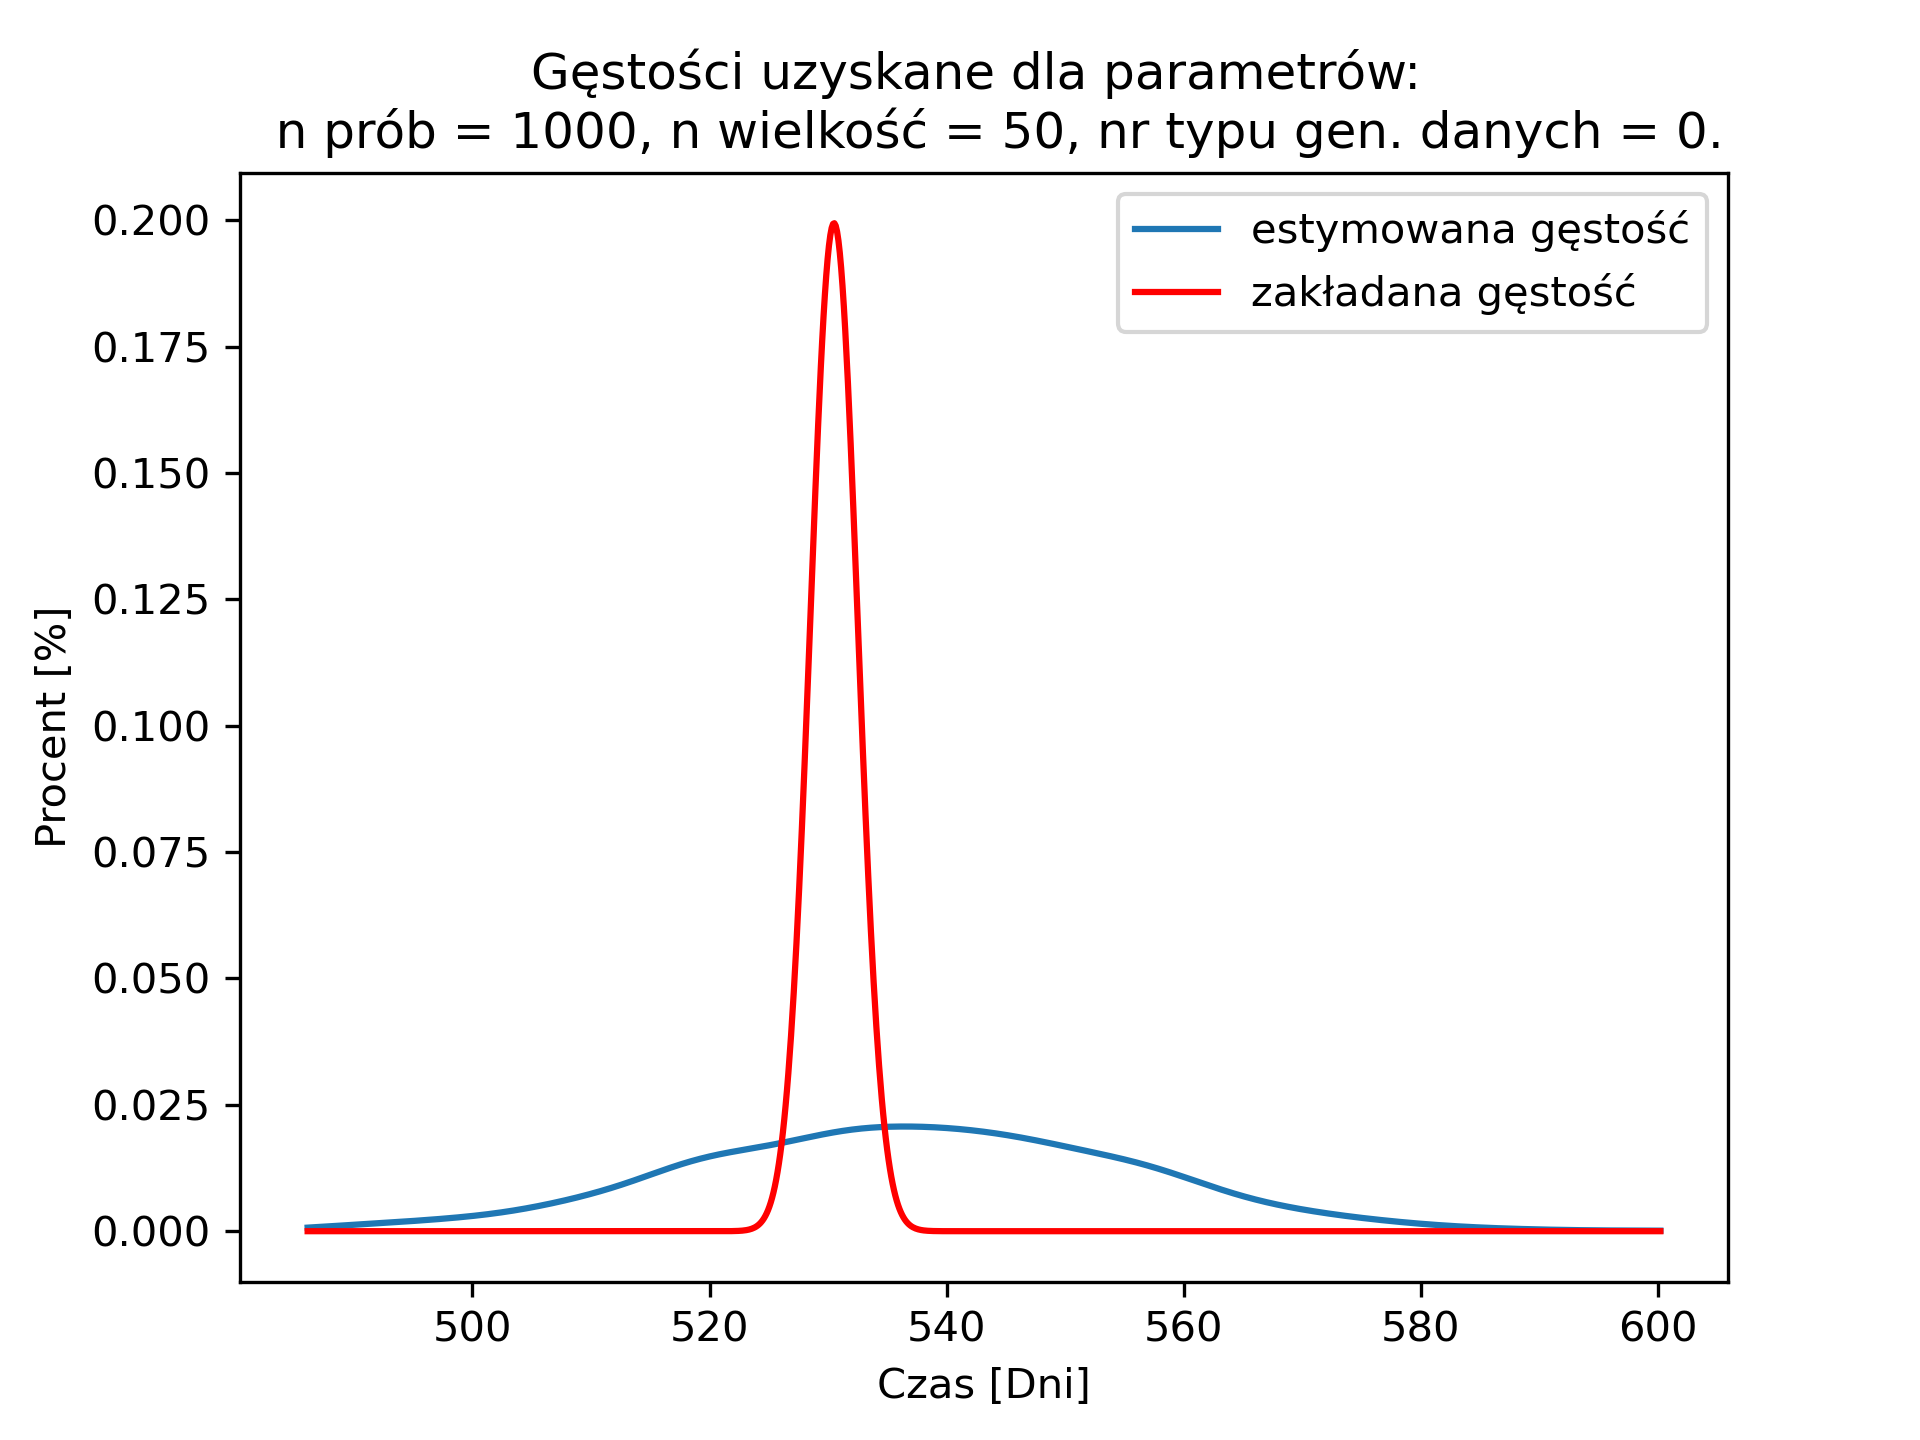 Gęstości uzyskane dla parametrów:
n prób = 1000, n wielkość = 50, nr typu gen. danych = 0.
estymowana gęstość
zakładana gęstość
0.200
0.175
0.150
0.125
0.100
0.075
0.050
0.025
0.000
Procent [%]
500 520 540 560 580 600
Czas [Dni]